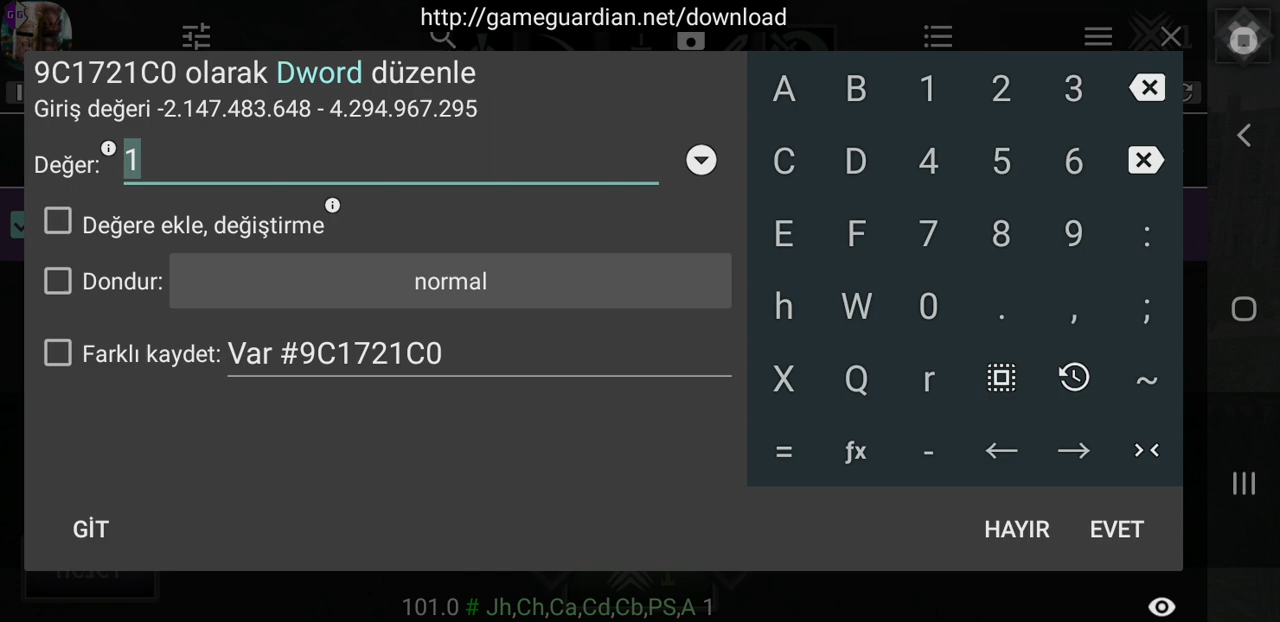 http://gameguardian.net/download
9C1721C0 olarak Dword düzenle
Giriş değeri -2.147.483.648 - 4.294.967.295
Değer: 1
Değere ekle, değiştirme
Dondur: normal
Farklı kaydet: Var #9C1721C0
A B 1 2 3
C D 4 5 6
E F 7 8 9 :
h W 0 . , ;
X Q r ~
= ƒx - ← → ><
GİT HAYIR EVET
101.0 # Jh,Ch,Ca,Cd,Cb,PS,A 1